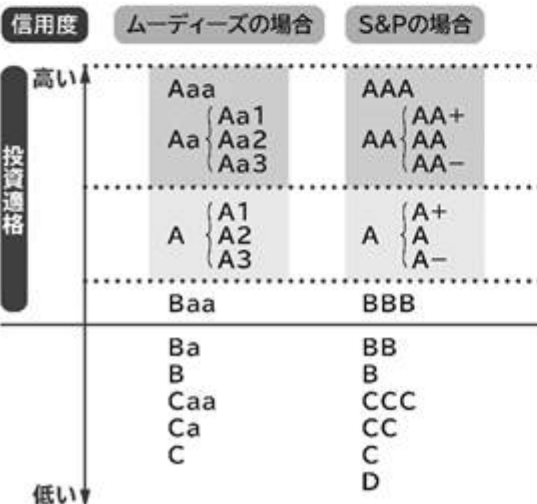 信用度 ムーディーズの場合 S&Pの場合
高い
投資適格
Aaa AAA
Aa Aa1 Aa2 Aa3 AA AA+ AA AA−
A A1 A2 A3 A A+ A A−
Baa BBB
Ba BB
B B
Caa CCC
Ca CC
C C
D
低い